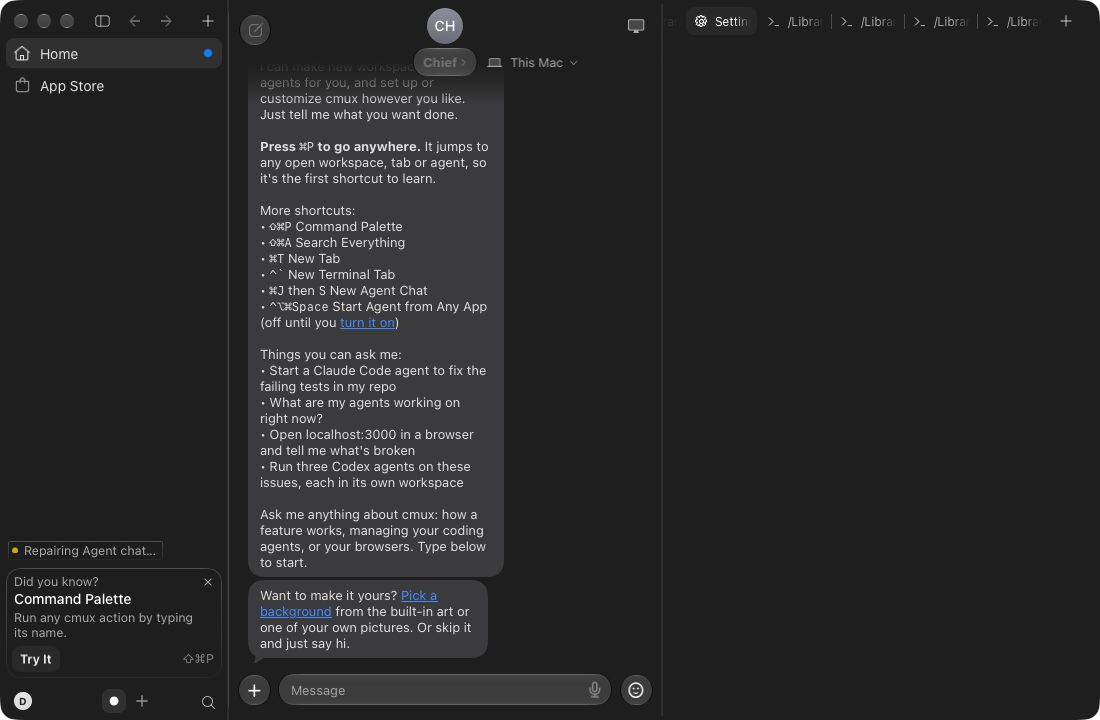 Home
App Store
Repairing Agent chat...
Did you know?
Command Palette
Run any cmux action by typing
its name.
Try It ⇧⌘P
D
CH
Chief ›
This Mac
I can make new workspac
agents for you, and set up or
customize cmux however you like.
Just tell me what you want done.
Press ⌘P to go anywhere. It jumps to
any open workspace, tab or agent, so
it's the first shortcut to learn.
More shortcuts:
• ⇧⌘P Command Palette
• ⇧⌘A Search Everything
• ⌘T New Tab
• ^` New Terminal Tab
• ⌘J then S New Agent Chat
• ^⌥⌘Space Start Agent from Any App
(off until you turn it on)
Things you can ask me:
• Start a Claude Code agent to fix the
failing tests in my repo
• What are my agents working on
right now?
• Open localhost:3000 in a browser
and tell me what's broken
• Run three Codex agents on these
issues, each in its own workspace
Ask me anything about cmux: how a
feature works, managing your coding
agents, or your browsers. Type below
to start.
Want to make it yours? Pick a
background from the built-in art or
one of your own pictures. Or skip it
and just say hi.
Message
Settin /Librar /Librar /Librar /Librar